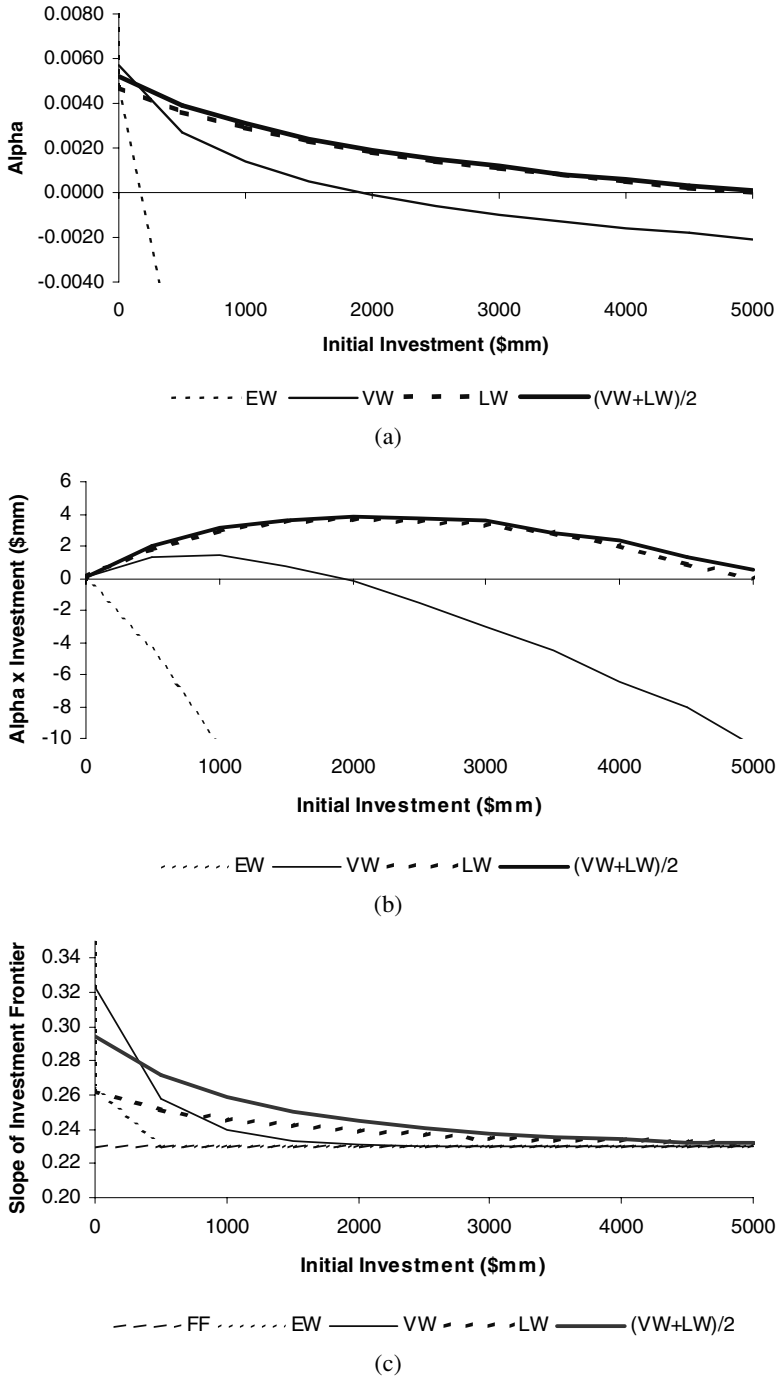 0.0080
0.0060
0.0040
0.0020
0.0000
-0.0020
-0.0040
Alpha
0 1000 2000 3000 4000 5000
Initial Investment ($mm)
EW VW LW (VW+LW)/2
(a)
6
4
2
0
-2
-4
-6
-8
-10
Alpha x Investment ($mm)
0 1000 2000 3000 4000 5000
Initial Investment ($mm)
EW VW LW (VW+LW)/2
(b)
0.34
0.32
0.30
0.28
0.26
0.24
0.22
0.20
Slope of Investment Frontier
0 1000 2000 3000 4000 5000
Initial Investment ($mm)
FF EW VW LW (VW+LW)/2
(c)